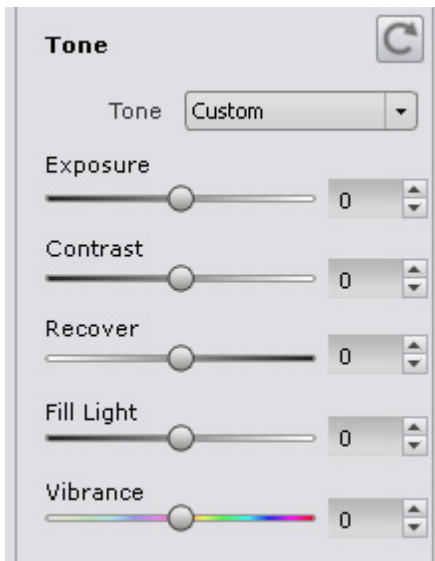 Tone
Tone Custom
Exposure
0
Contrast
0
Recover
0
Fill Light
0
Vibrance
0